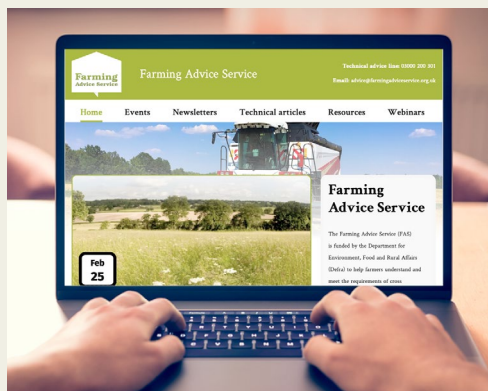 Farming
Advice Service
Farming Advice Service
Technical advice line 03000 200 301
Email: advice@farmingadviceservice.org.uk
Home Events Newsletters Technical articles Resources Webinars
Feb
25
Farming
Advice Service
The Farming Advice Service (FAS)
is funded by the Department for
Environment, Food and Rural Affairs
(Defra) to help farmers understand and
meet the requirements of cross